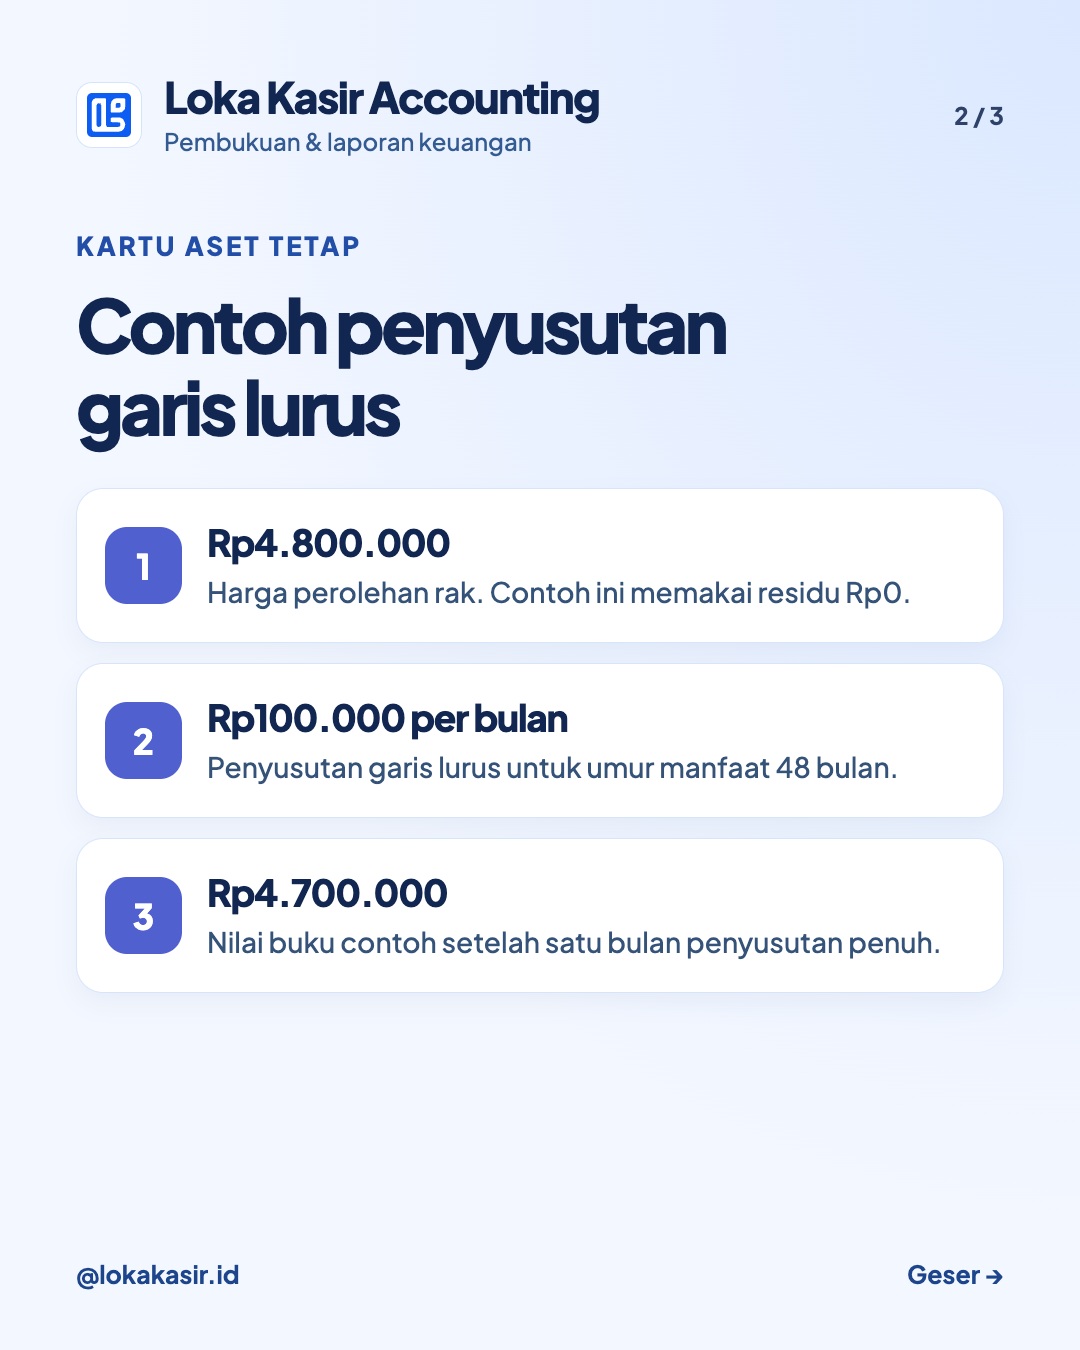 Loka Kasir Accounting
Pembukuan & laporan keuangan
2 / 3
KARTU ASET TETAP
Contoh penyusutan
garis lurus
1
Rp4.800.000
Harga perolehan rak. Contoh ini memakai residu Rp0.
2
Rp100.000 per bulan
Penyusutan garis lurus untuk umur manfaat 48 bulan.
3
Rp4.700.000
Nilai buku contoh setelah satu bulan penyusutan penuh.
@lokakasir.id
Geser →